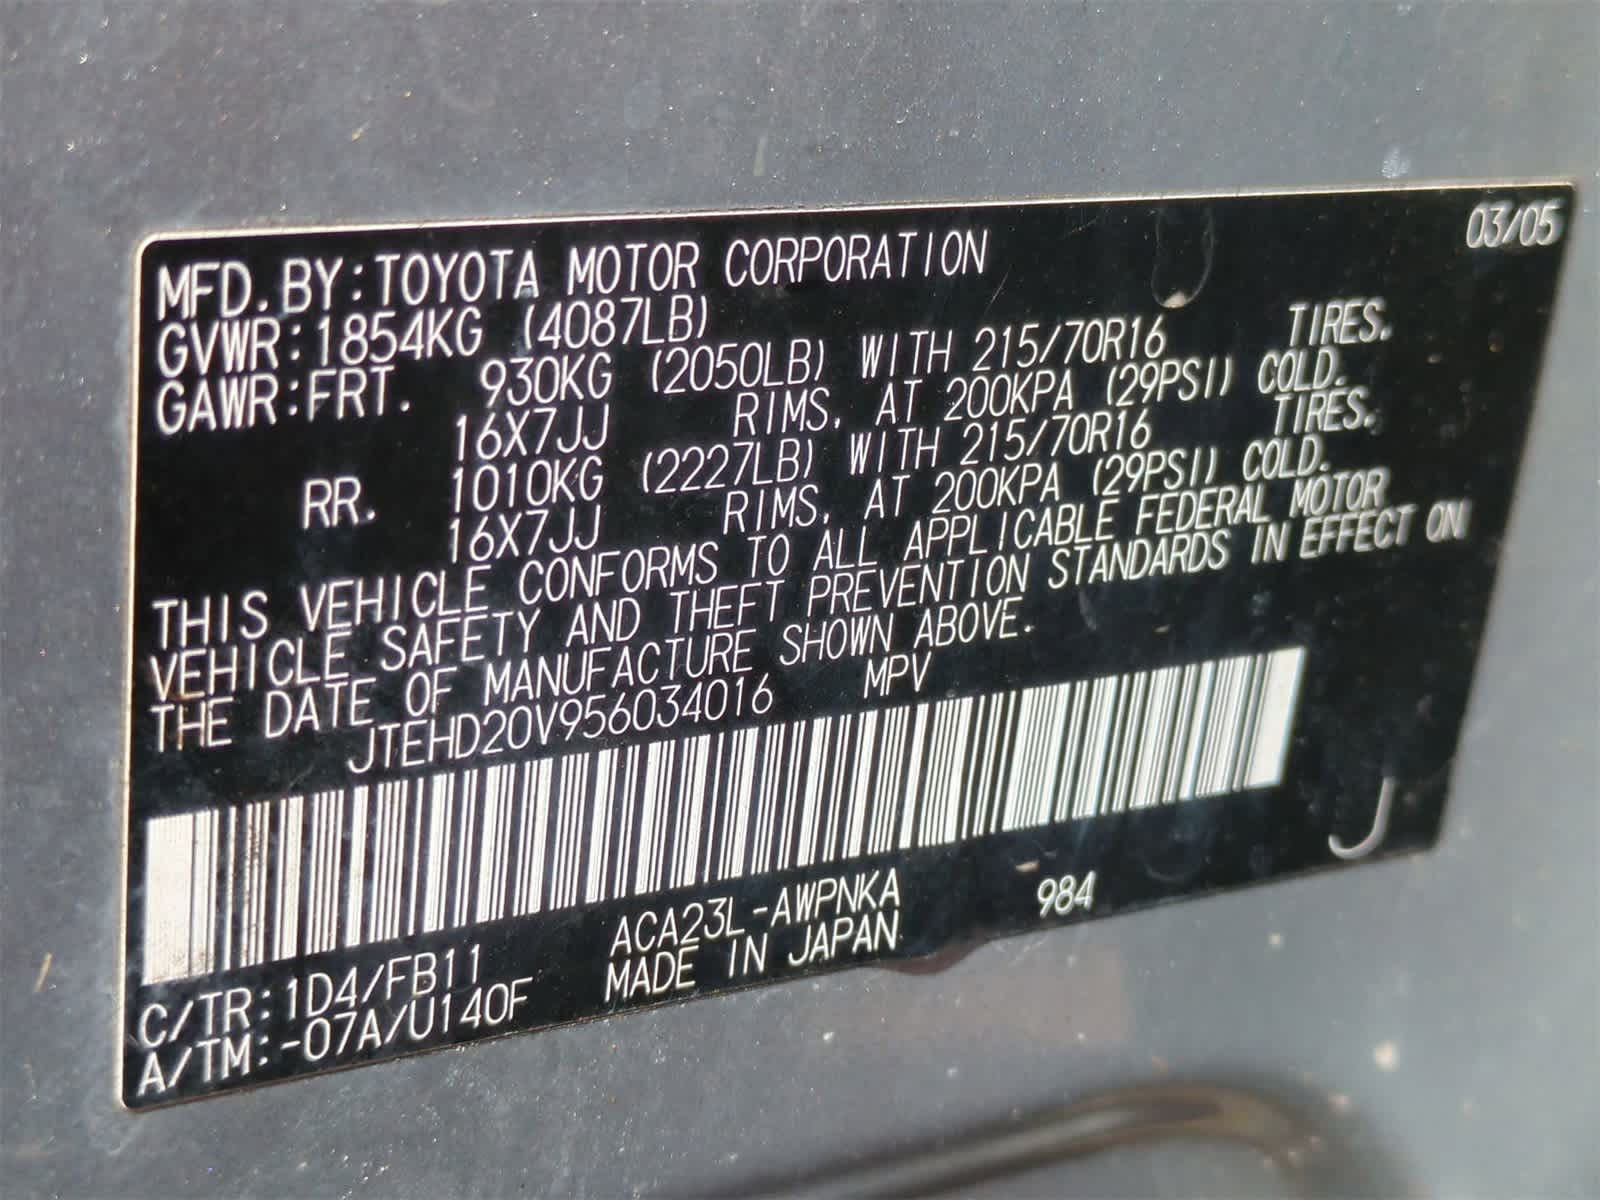 03/05
MFD. BY: TOYOTA MOTOR CORPORATION
GVWR: 1854KG (4087LB)
GAWR: FRT. 930KG (2050LB) WITH 215/70R16 TIRES,
16X7JJ RIMS, AT 200KPA (29PSI) COLD.
RR. 1010KG (2227LB) WITH 215/70R16 TIRES,
16X7JJ RIMS, AT 200KPA (29PSI) COLD.
THIS VEHICLE CONFORMS TO ALL APPLICABLE FEDERAL MOTOR
VEHICLE SAFETY AND THEFT PREVENTION STANDARDS IN EFFECT ON
THE DATE OF MANUFACTURE SHOWN ABOVE.
JTEHD20V956034016 MPV
J
C/TR: 1D4/FB11 ACA23L-AWPNKA 984
A/TM: -07A/U140F MADE IN JAPAN